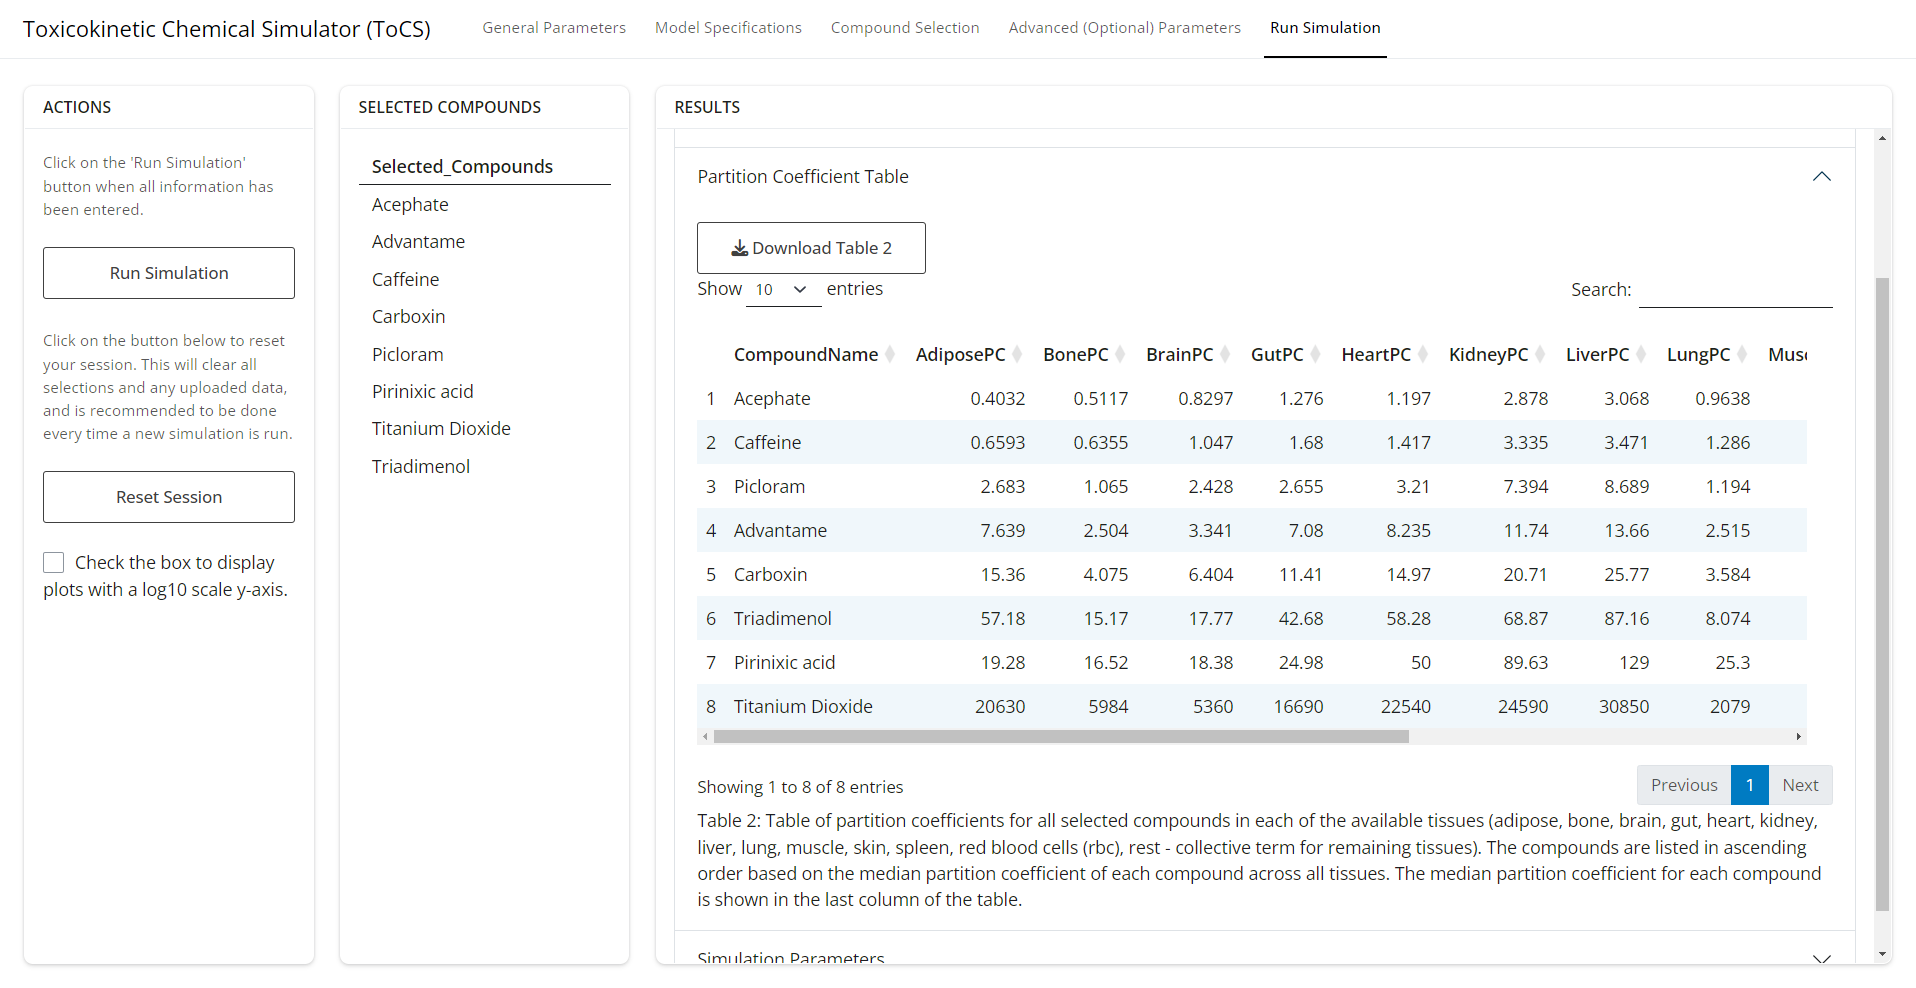 Toxicokinetic Chemical Simulator (ToCS)
General Parameters
Model Specifications
Compound Selection
Advanced (Optional) Parameters
Run Simulation
ACTIONS
Click on the 'Run Simulation'
button when all information has
been entered.
Run Simulation
Click on the button below to reset
your session. This will clear all
selections and any uploaded data,
and is recommended to be done
every time a new simulation is run.
Reset Session
Check the box to display
plots with a log10 scale y-axis.
SELECTED COMPOUNDS
Selected_Compounds
Acephate
Advantame
Caffeine
Carboxin
Picloram
Pirinixic acid
Titanium Dioxide
Triadimenol
RESULTS
Partition Coefficient Table
Download Table 2
Show 10 entries
Search:
CompoundName AdiposePC BonePC BrainPC GutPC HeartPC KidneyPC LiverPC LungPC Musc
1 Acephate 0.4032 0.5117 0.8297 1.276 1.197 2.878 3.068 0.9638
2 Caffeine 0.6593 0.6355 1.047 1.68 1.417 3.335 3.471 1.286
3 Picloram 2.683 1.065 2.428 2.655 3.21 7.394 8.689 1.194
4 Advantame 7.639 2.504 3.341 7.08 8.235 11.74 13.66 2.515
5 Carboxin 15.36 4.075 6.404 11.41 14.97 20.71 25.77 3.584
6 Triadimenol 57.18 15.17 17.77 42.68 58.28 68.87 87.16 8.074
7 Pirinixic acid 19.28 16.52 18.38 24.98 50 89.63 129 25.3
8 Titanium Dioxide 20630 5984 5360 16690 22540 24590 30850 2079
Showing 1 to 8 of 8 entries
Previous 1 Next
Table 2: Table of partition coefficients for all selected compounds in each of the available tissues (adipose, bone, brain, gut, heart, kidney,
liver, lung, muscle, skin, spleen, red blood cells (rbc), rest - collective term for remaining tissues). The compounds are listed in ascending
order based on the median partition coefficient of each compound across all tissues. The median partition coefficient for each compound
is shown in the last column of the table.
Simulation Parameters